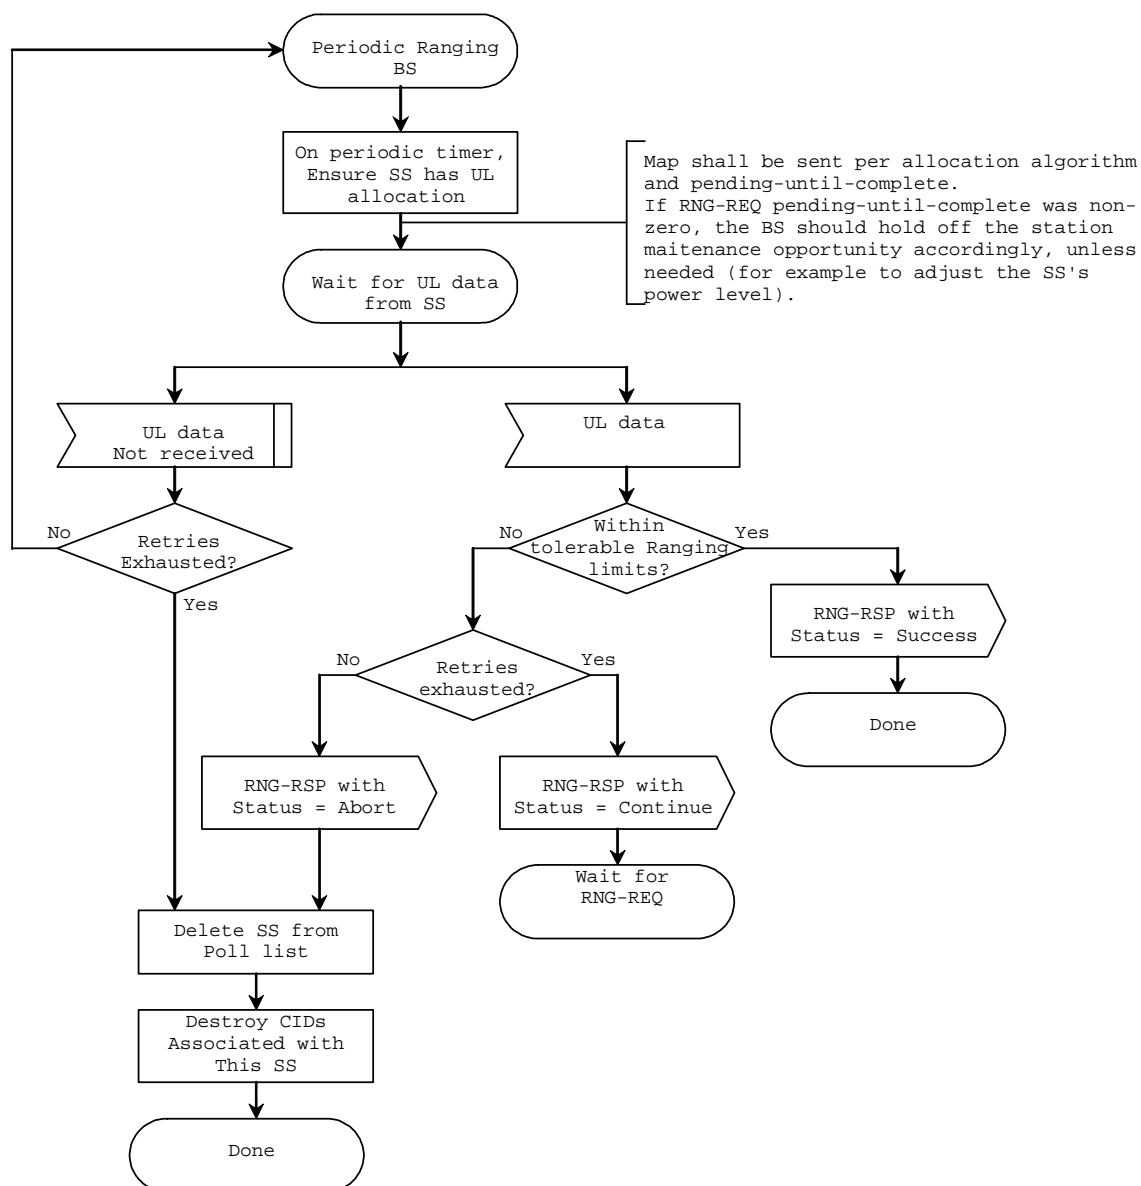 Periodic Ranging
BS
On periodic timer,
Ensure SS has UL
allocation
Map shall be sent per allocation algorithm
and pending-until-complete.
If RNG-REQ pending-until-complete was non-
zero, the BS should hold off the station
maitenance opportunity accordingly, unless
needed (for example to adjust the SS's
power level).
Wait for UL data
from SS
UL data
Not received
UL data
No
Retries
Exhausted?
Yes
No
Within
tolerable Ranging
limits?
Yes
RNG-RSP with
Status = Success
Done
No
Retries
exhausted?
Yes
RNG-RSP with
Status = Abort
RNG-RSP with
Status = Continue
Wait for
RNG-REQ
Delete SS from
Poll list
Destroy CIDs
Associated with
This SS
Done